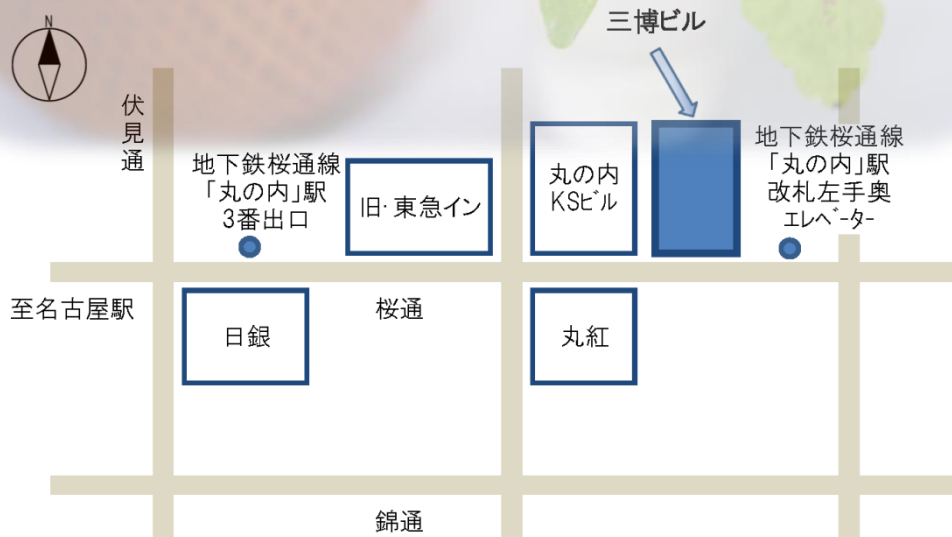 N
三博ビル
伏見通
地下鉄桜通線
「丸の内」駅
3番出口
旧・東急イン
丸の内
KSビル
地下鉄桜通線
「丸の内」駅
改札左手奥
エレベーター
至名古屋駅
日銀
桜通
丸紅
錦通